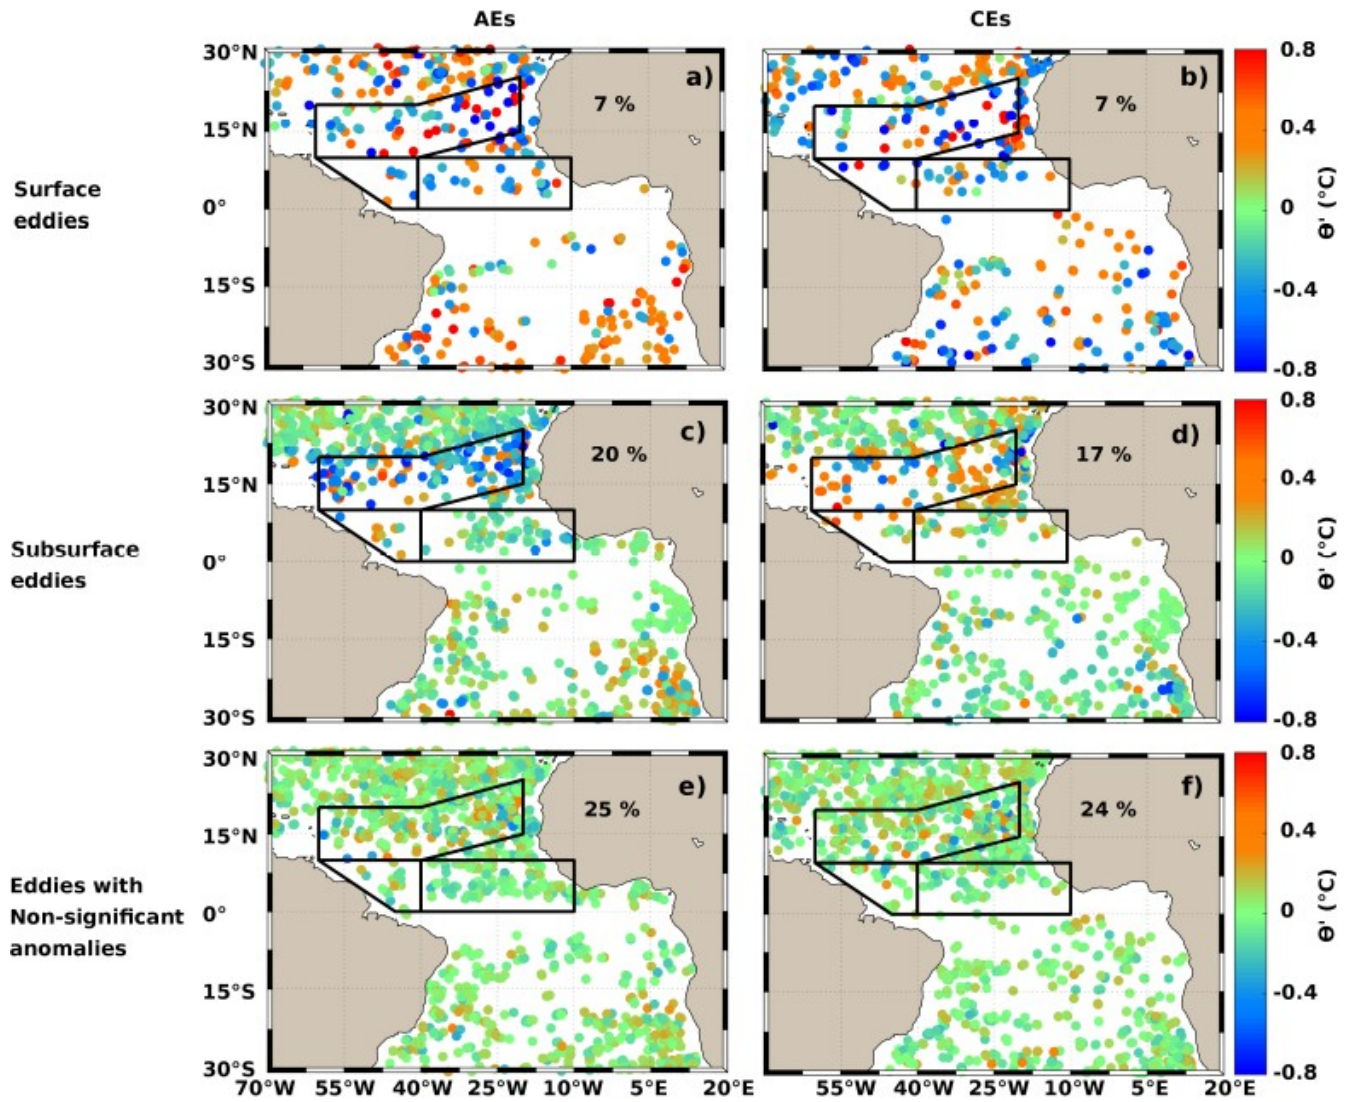 AEs
CEs
30°N
15°N
0°
15°S
30°S
a)
7 %
b)
7 %
0.8
0.4
0
-0.4
-0.8
Ɵ' (°C)
Surface
eddies
30°N
15°N
0°
15°S
30°S
c)
20 %
d)
17 %
0.8
0.4
0
-0.4
-0.8
Ɵ' (°C)
Subsurface
eddies
30°N
15°N
0°
15°S
30°S
e)
25 %
f)
24 %
0.8
0.4
0
-0.4
-0.8
Ɵ' (°C)
Eddies with
Non-significant
anomalies
70°W 55°W 40°W 25°W 10°W 5°E 20°E
55°W 40°W 25°W 10°W 5°E 20°E